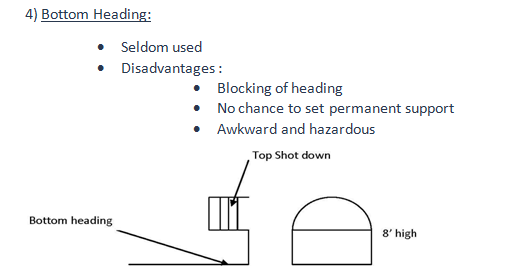 4) Bottom Heading:
• Seldom used
• Disadvantages :
• Blocking of heading
• No chance to set permanent support
• Awkward and hazardous
Top Shot down
Bottom heading
8' high